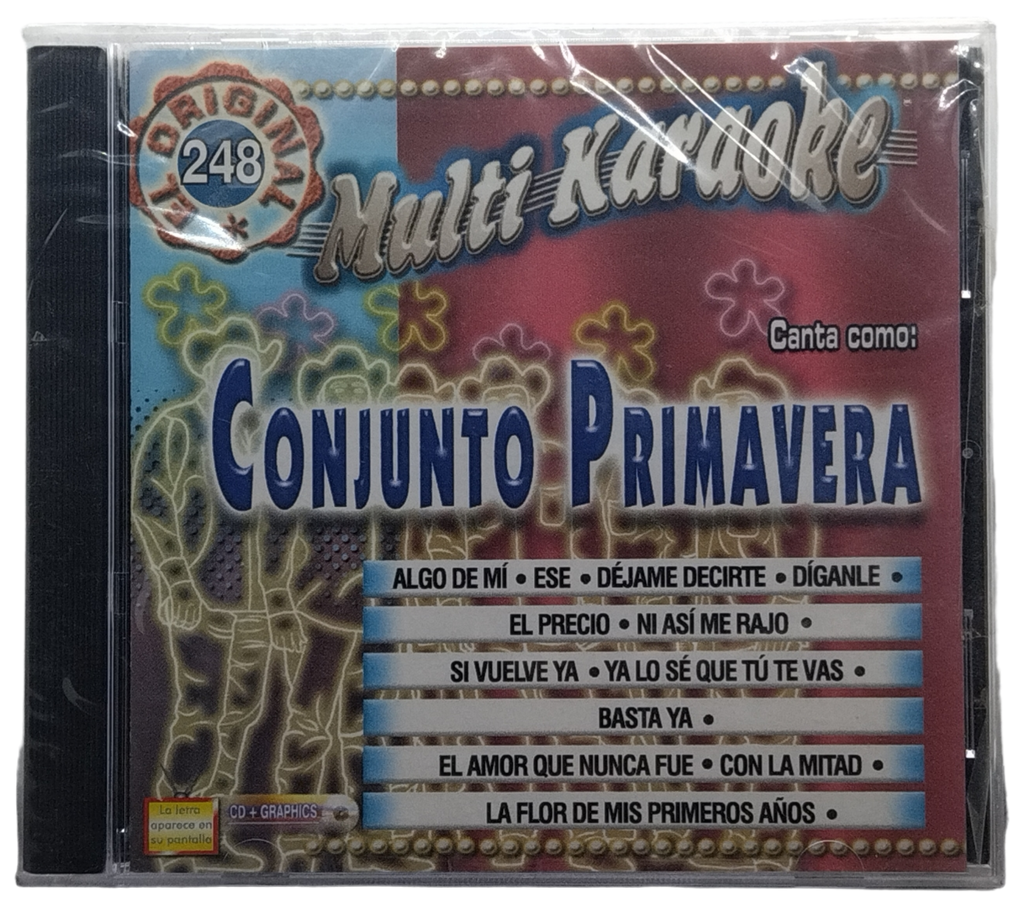 EL ORIGINAL
248
Multi Karaoke
Canta como:
CONJUNTO PRIMAVERA
ALGO DE MÍ • ESE • DÉJAME DECIRTE • DÍGANLE •
EL PRECIO • NI ASÍ ME RAJO •
SI VUELVE YA • YA LO SÉ QUE TÚ TE VAS •
BASTA YA •
EL AMOR QUE NUNCA FUE • CON LA MITAD •
LA FLOR DE MIS PRIMEROS AÑOS •
La letra
aparece en
su pantalla
CD + GRAPHICS